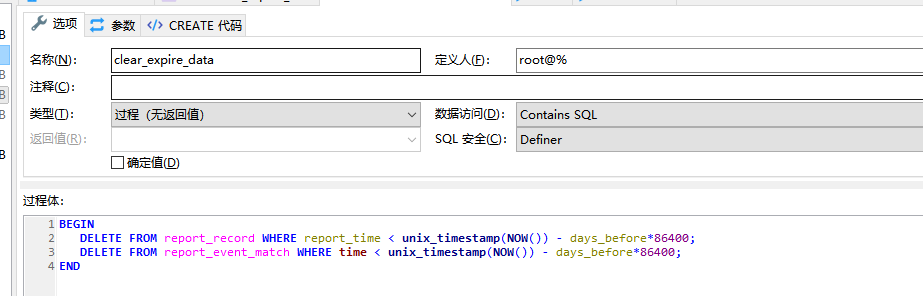 选项
参数
CREATE 代码
名称(N):
clear_expire_data
定义人(F):
root@%
注释(C):
类型(T):
过程（无返回值）
数据访问(D):
Contains SQL
返回值(R):
SQL 安全(C):
Definer
确定值(D)
过程体:
1 BEGIN
2 DELETE FROM report_record WHERE report_time < unix_timestamp(NOW()) - days_before*86400;
3 DELETE FROM report_event_match WHERE time < unix_timestamp(NOW()) - days_before*86400;
4 END